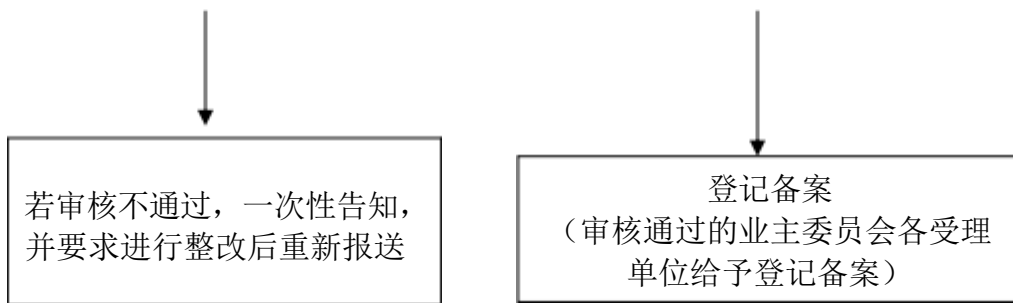 若审核不通过，一次性告知，
并要求进行整改后重新报送
登记备案
（审核通过的业主委员会各受理
单位给予登记备案）